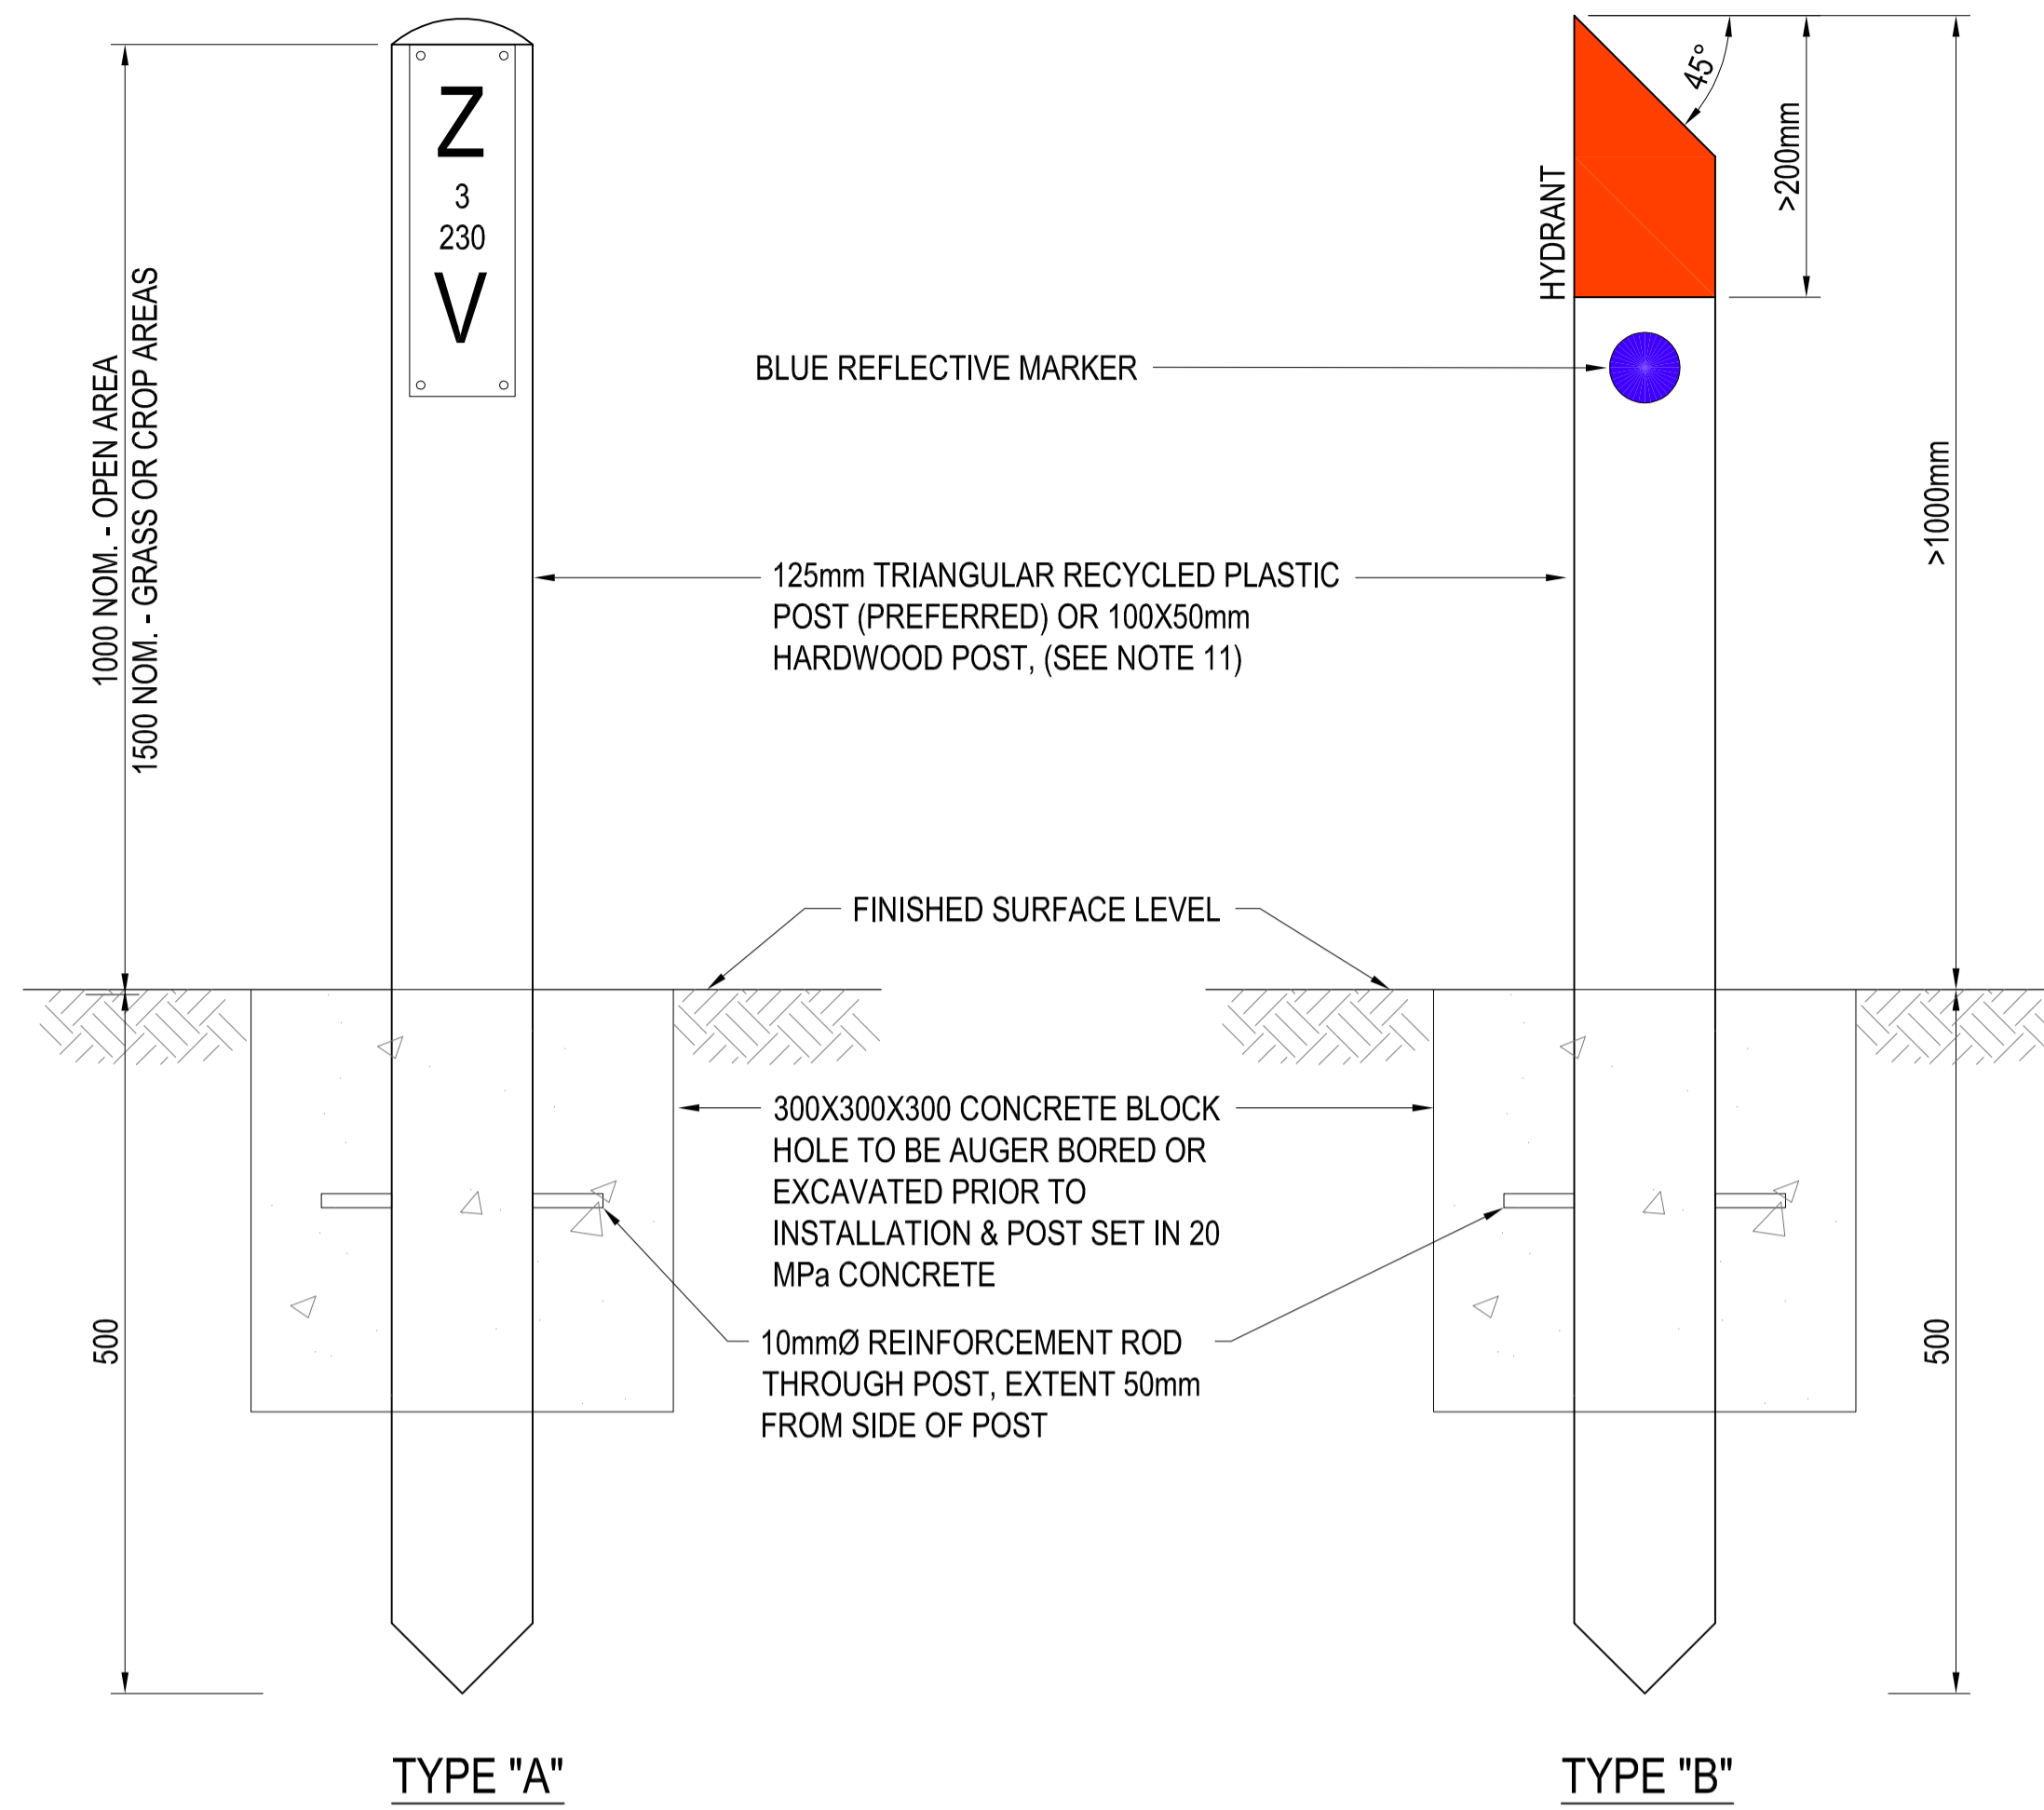 Z
3
230
V
1000 NOM. - OPEN AREA
1500 NOM. - GRASS OR CROP AREAS
500
BLUE REFLECTIVE MARKER
125mm TRIANGULAR RECYCLED PLASTIC
POST (PREFERRED) OR 100X50mm
HARDWOOD POST, (SEE NOTE 11)
FINISHED SURFACE LEVEL
300X300X300 CONCRETE BLOCK
HOLE TO BE AUGER BORED OR
EXCAVATED PRIOR TO
INSTALLATION & POST SET IN 20
MPa CONCRETE
10mmØ REINFORCEMENT ROD
THROUGH POST, EXTENT 50mm
FROM SIDE OF POST
HYDRANT
45°
>200mm
>1000mm
500
TYPE "A"
TYPE "B"